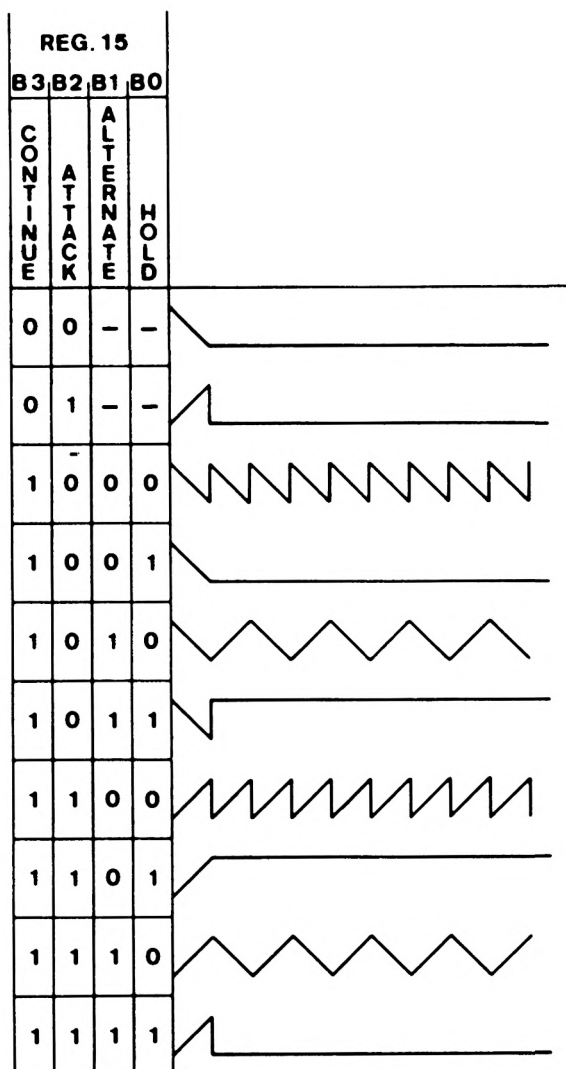 REG. 15
B3 B2 B1 B0
CONTINUE ATTACK ALTERNATE HOLD
0 0 – –
0 1 – –
1 0 0 0
1 0 0 1
1 0 1 0
1 0 1 1
1 1 0 0
1 1 0 1
1 1 1 0
1 1 1 1